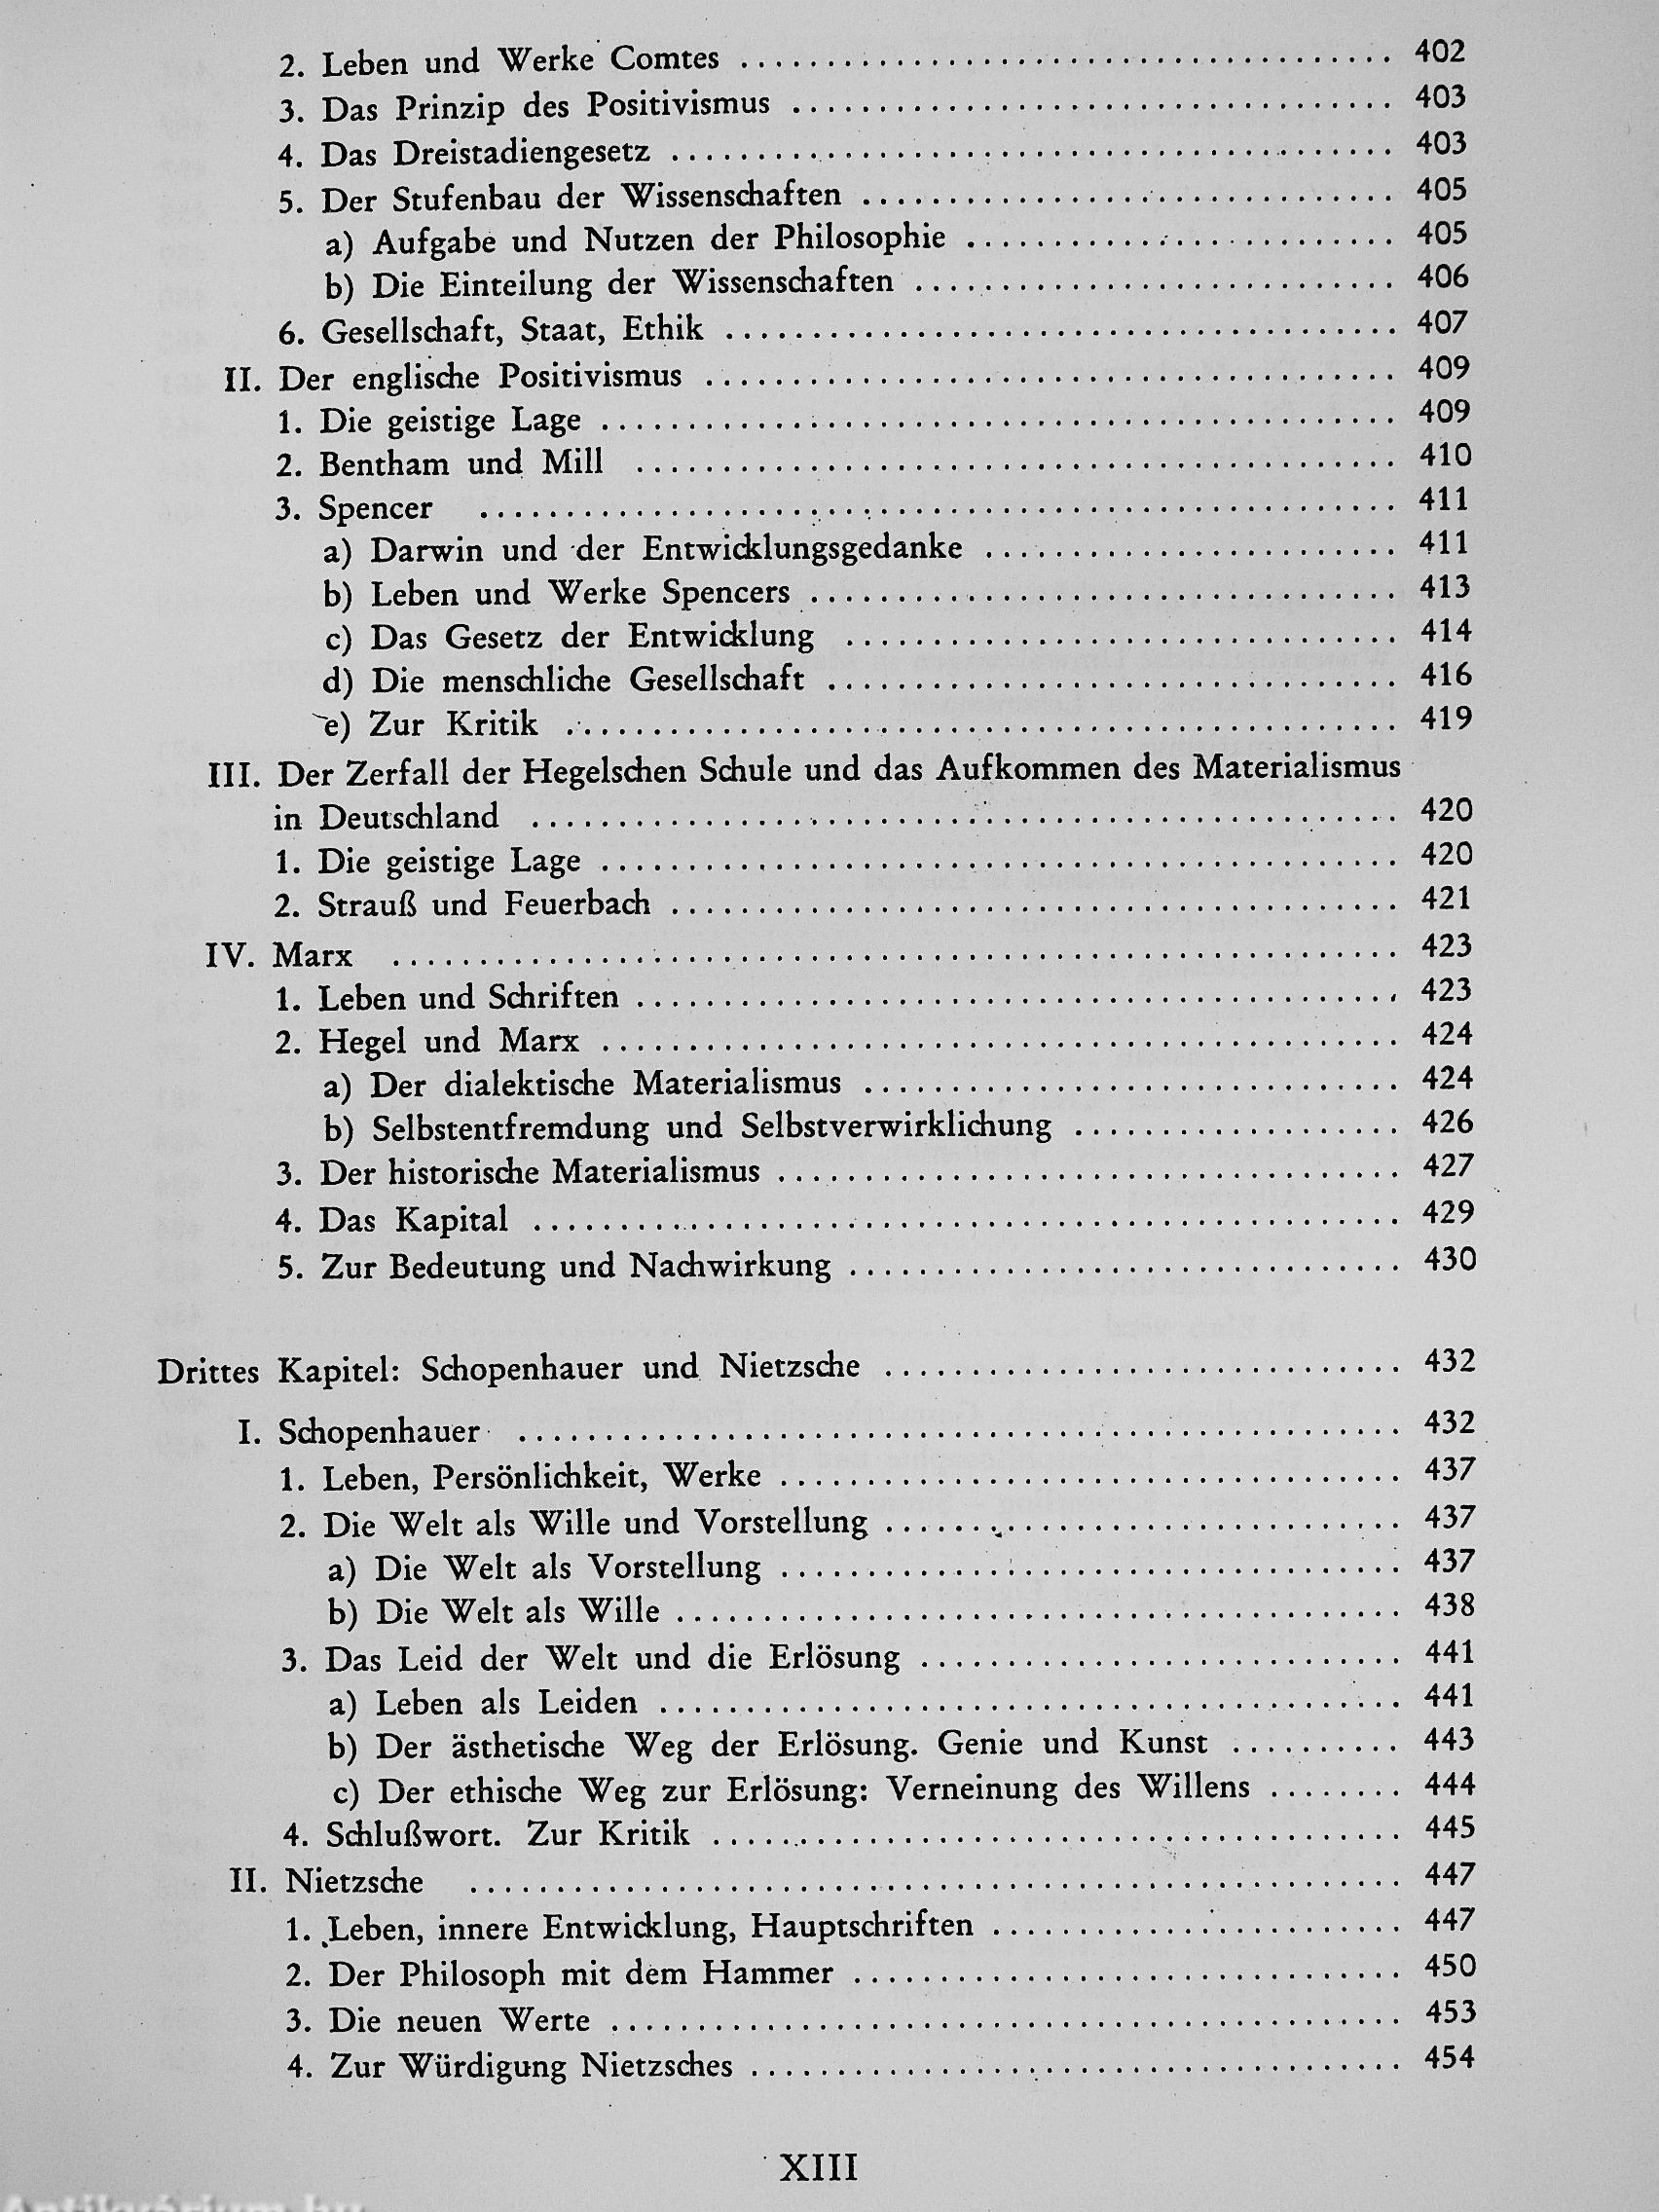 2. Leben und Werke Comtes ........ 402
3. Das Prinzip des Positivismus ........ 403
4. Das Dreistadiengesetz ........ 403
5. Der Stufenbau der Wissenschaften ........ 405
a) Aufgabe und Nutzen der Philosophie ........ 405
b) Die Einteilung der Wissenschaften ........ 406
6. Gesellschaft, Staat, Ethik ........ 407
II. Der englische Positivismus ........ 409
1. Die geistige Lage ........ 409
2. Bentham und Mill ........ 410
3. Spencer ........ 411
a) Darwin und der Entwicklungsgedanke ........ 411
b) Leben und Werke Spencers ........ 413
c) Das Gesetz der Entwicklung ........ 414
d) Die menschliche Gesellschaft ........ 416
e) Zur Kritik ........ 419
III. Der Zerfall der Hegelschen Schule und das Aufkommen des Materialismus
in Deutschland ........ 420
1. Die geistige Lage ........ 420
2. Strauß und Feuerbach ........ 421
IV. Marx ........ 423
1. Leben und Schriften ........ 423
2. Hegel und Marx ........ 424
a) Der dialektische Materialismus ........ 424
b) Selbstentfremdung und Selbstverwirklichung ........ 426
3. Der historische Materialismus ........ 427
4. Das Kapital ........ 429
5. Zur Bedeutung und Nachwirkung ........ 430
Drittes Kapitel: Schopenhauer und Nietzsche ........ 432
I. Schopenhauer ........ 432
1. Leben, Persönlichkeit, Werke ........ 437
2. Die Welt als Wille und Vorstellung ........ 437
a) Die Welt als Vorstellung ........ 437
b) Die Welt als Wille ........ 438
3. Das Leid der Welt und die Erlösung ........ 441
a) Leben als Leiden ........ 441
b) Der ästhetische Weg der Erlösung. Genie und Kunst ........ 443
c) Der ethische Weg zur Erlösung: Verneinung des Willens ........ 444
4. Schlußwort. Zur Kritik ........ 445
II. Nietzsche ........ 447
1. Leben, innere Entwicklung, Hauptschriften ........ 447
2. Der Philosoph mit dem Hammer ........ 450
3. Die neuen Werte ........ 453
4. Zur Würdigung Nietzsches ........ 454
XIII